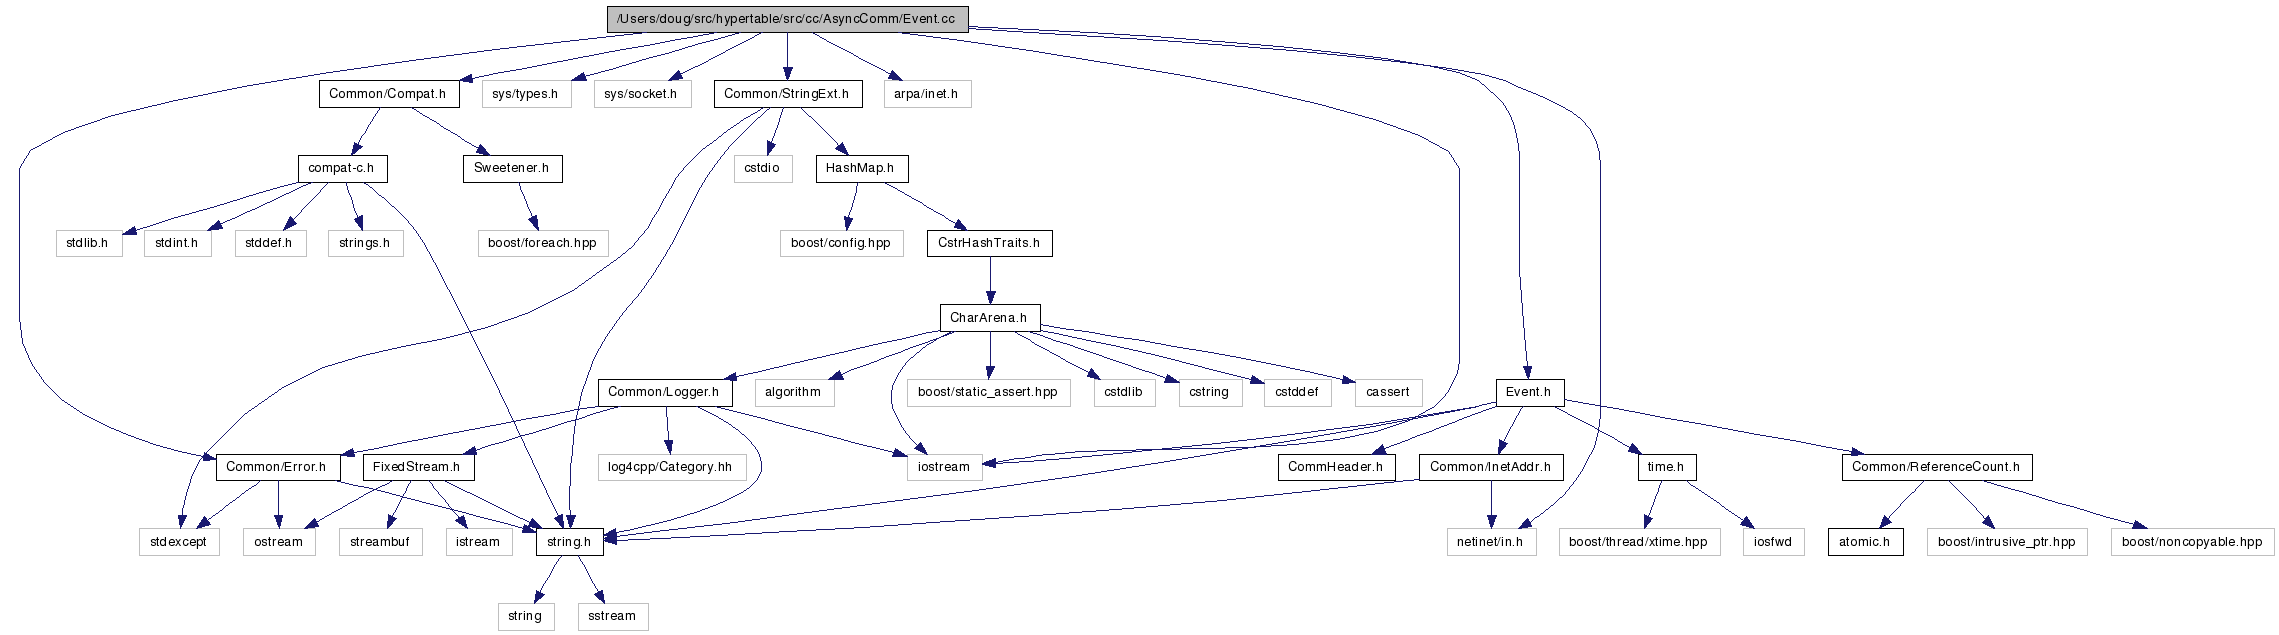 /Users/doug/src/hypertable/src/cc/AsyncComm/Event.cc
Common/Compat.h
sys/types.h
sys/socket.h
Common/StringExt.h
arpa/inet.h
compat-c.h
Sweetener.h
cstdio
HashMap.h
stdlib.h
stdint.h
stddef.h
strings.h
boost/foreach.hpp
boost/config.hpp
CstrHashTraits.h
CharArena.h
Common/Logger.h
algorithm
boost/static_assert.hpp
cstdlib
cstring
cstddef
cassert
Event.h
Common/Error.h
FixedStream.h
log4cpp/Category.hh
iostream
CommHeader.h
Common/InetAddr.h
time.h
Common/ReferenceCount.h
stdexcept
ostream
streambuf
istream
string.h
netinet/in.h
boost/thread/xtime.hpp
iosfwd
atomic.h
boost/intrusive_ptr.hpp
boost/noncopyable.hpp
string
sstream